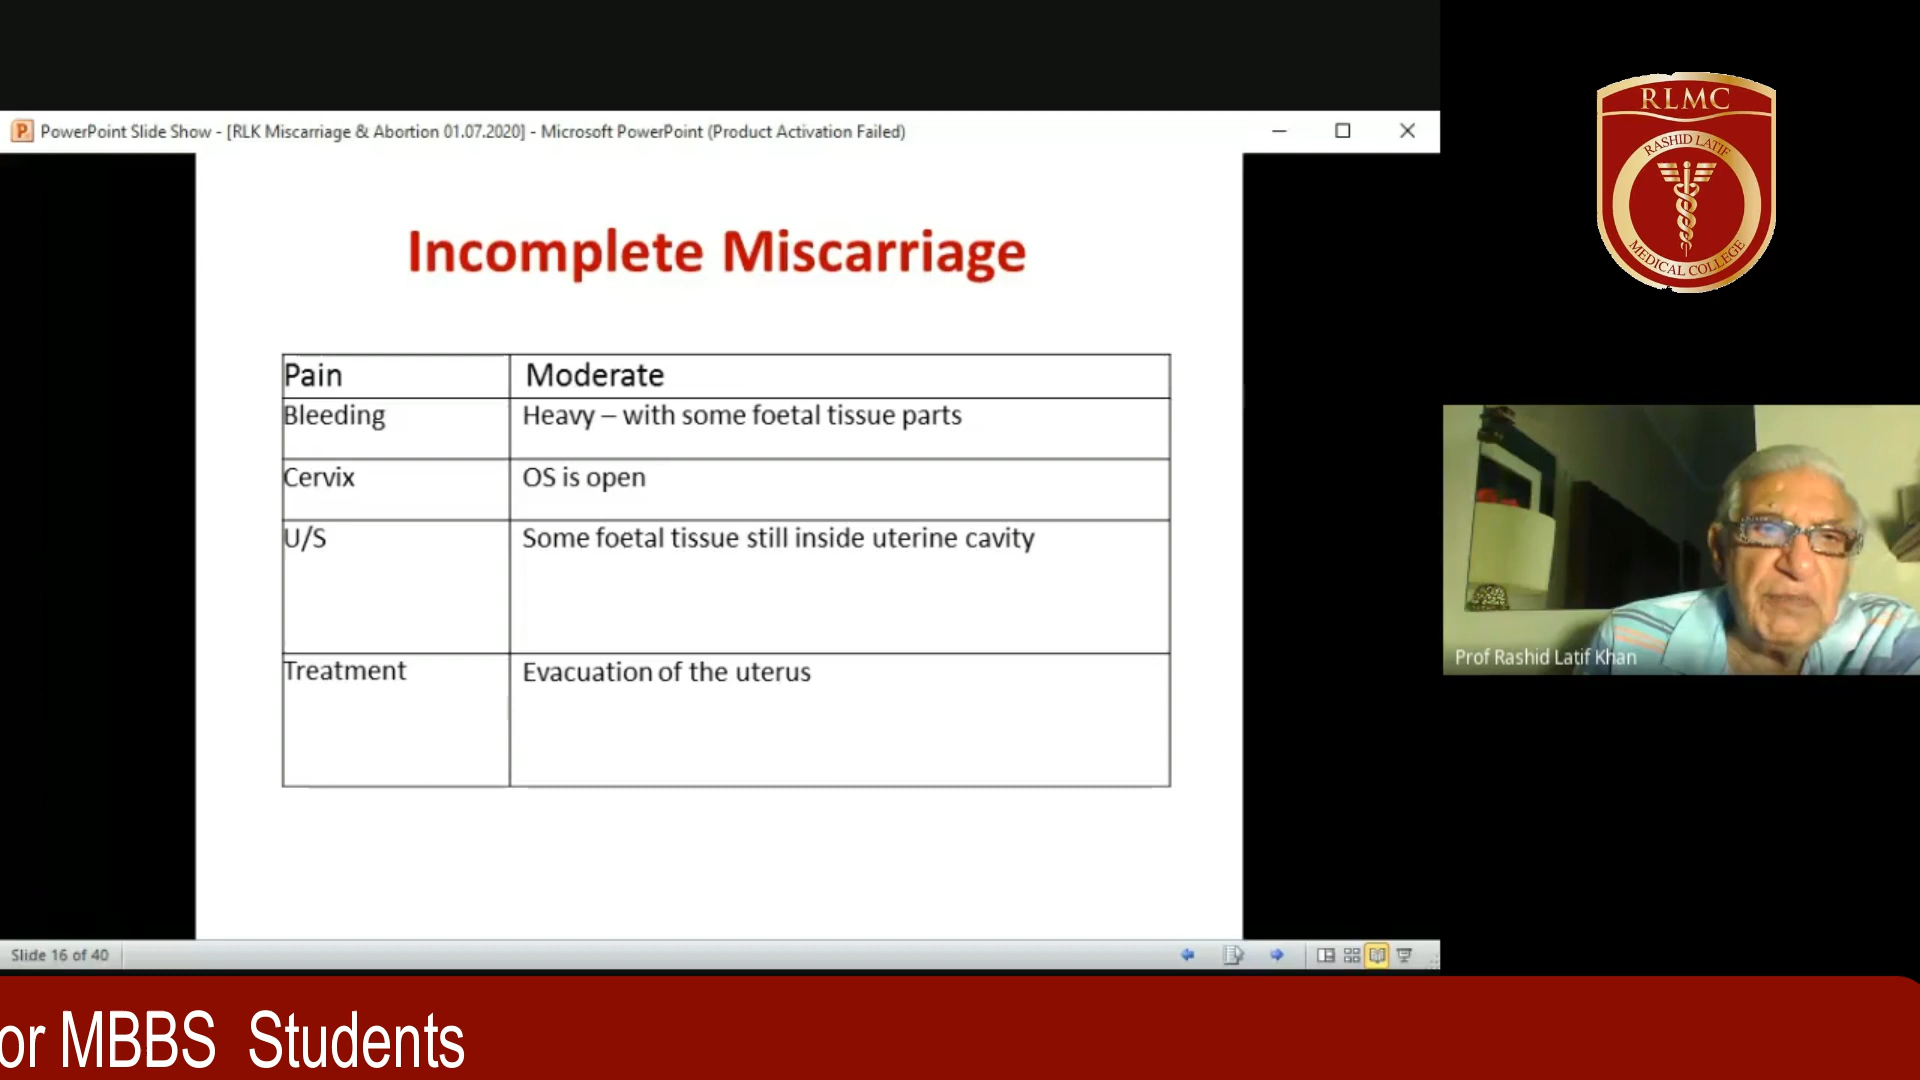 PowerPoint Slide Show - [RLK Miscarriage & Abortion 01.07.2020] - Microsoft PowerPoint (Product Activation Failed)
RLMC
RASHID LATIF
MEDICAL COLLEGE
Incomplete Miscarriage
Pain Moderate
Bleeding Heavy – with some foetal tissue parts
Cervix OS is open
U/S Some foetal tissue still inside uterine cavity
Treatment Evacuation of the uterus
Prof Rashid Latif Khan
Slide 16 of 40
or MBBS Students